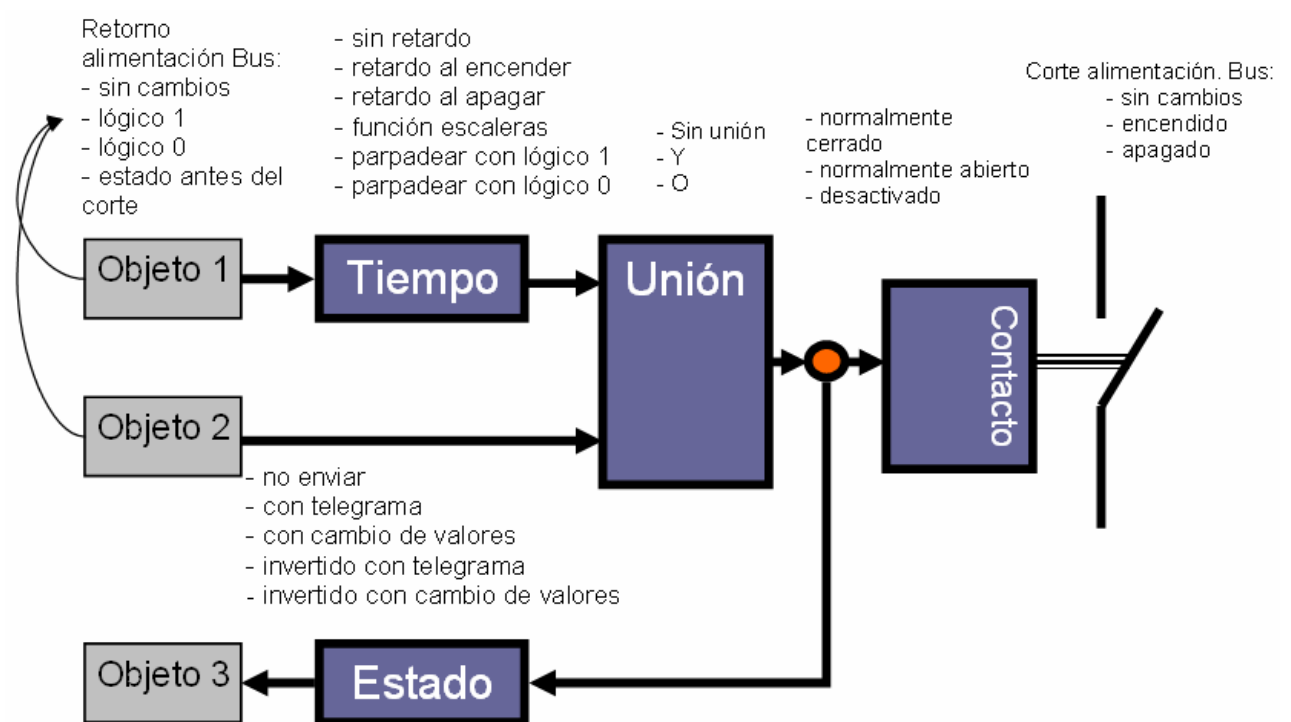 Retorno
alimentación Bus:
- sin cambios
- lógico 1
- lógico 0
- estado antes del
corte
- sin retardo
- retardo al encender
- retardo al apagar
- función escaleras
- parpadear con lógico 1
- parpadear con lógico 0
- Sin unión
- Y
- O
- normalmente
cerrado
- normalmente abierto
- desactivado
Corte alimentación. Bus:
- sin cambios
- encendido
- apagado
Objeto 1
Tiempo
Unión
Contacto
Objeto 2
- no enviar
- con telegrama
- con cambio de valores
- invertido con telegrama
- invertido con cambio de valores
Objeto 3
Estado